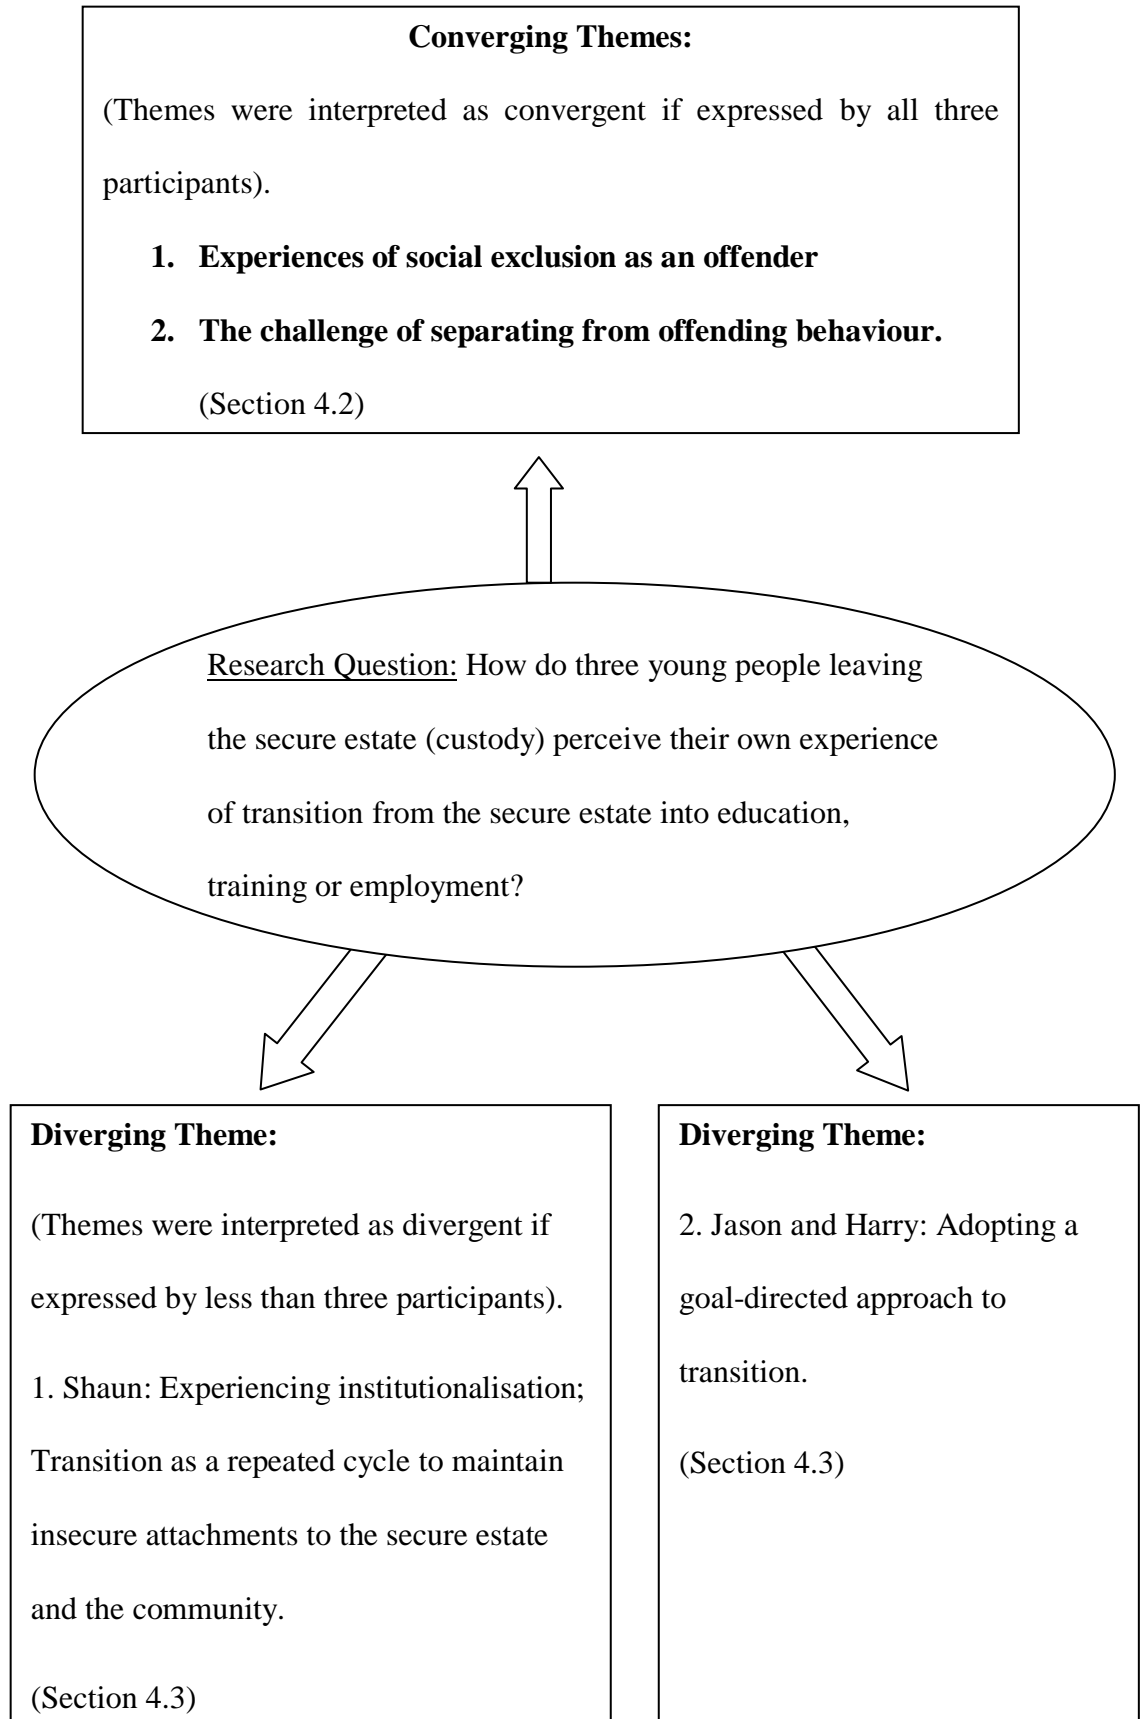 Converging Themes:
(Themes were interpreted as convergent if expressed by all three
participants).
1. Experiences of social exclusion as an offender
2. The challenge of separating from offending behaviour.
(Section 4.2)
Research Question: How do three young people leaving
the secure estate (custody) perceive their own experience
of transition from the secure estate into education,
training or employment?
Diverging Theme:
(Themes were interpreted as divergent if
expressed by less than three participants).
1. Shaun: Experiencing institutionalisation;
Transition as a repeated cycle to maintain
insecure attachments to the secure estate
and the community.
(Section 4.3)
Diverging Theme:
2. Jason and Harry: Adopting a
goal-directed approach to
transition.
(Section 4.3)